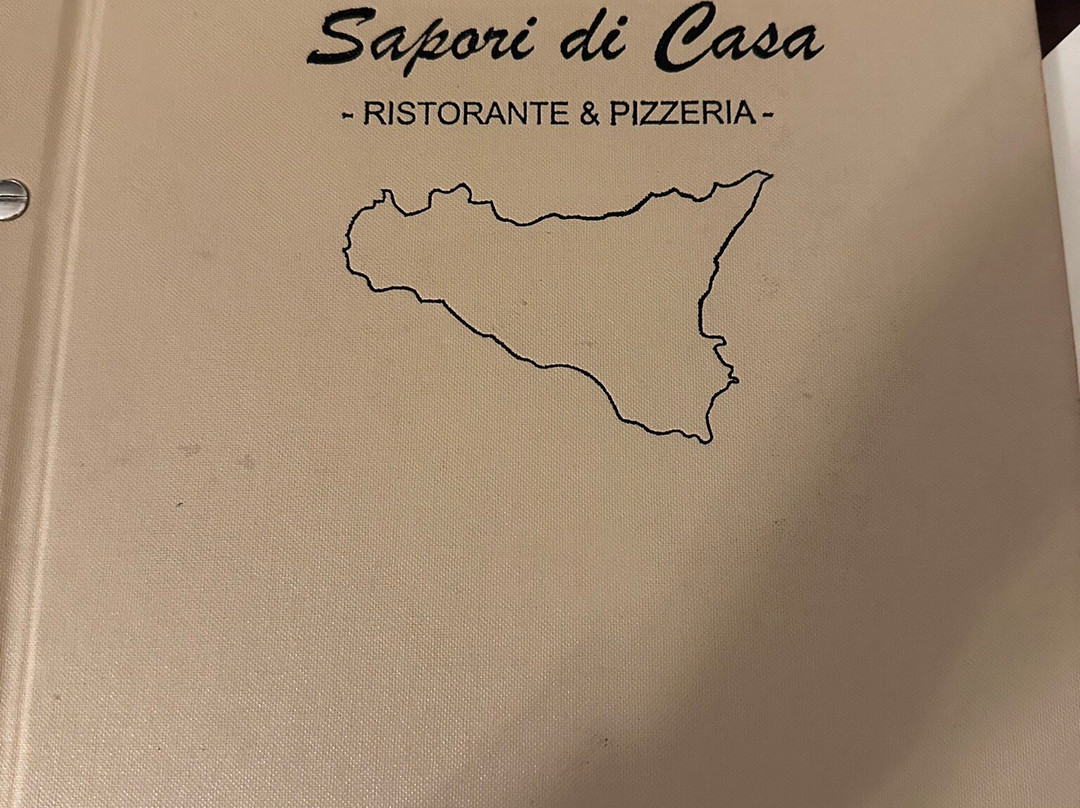 Sapori di Casa
- RISTORANTE & PIZZERIA -